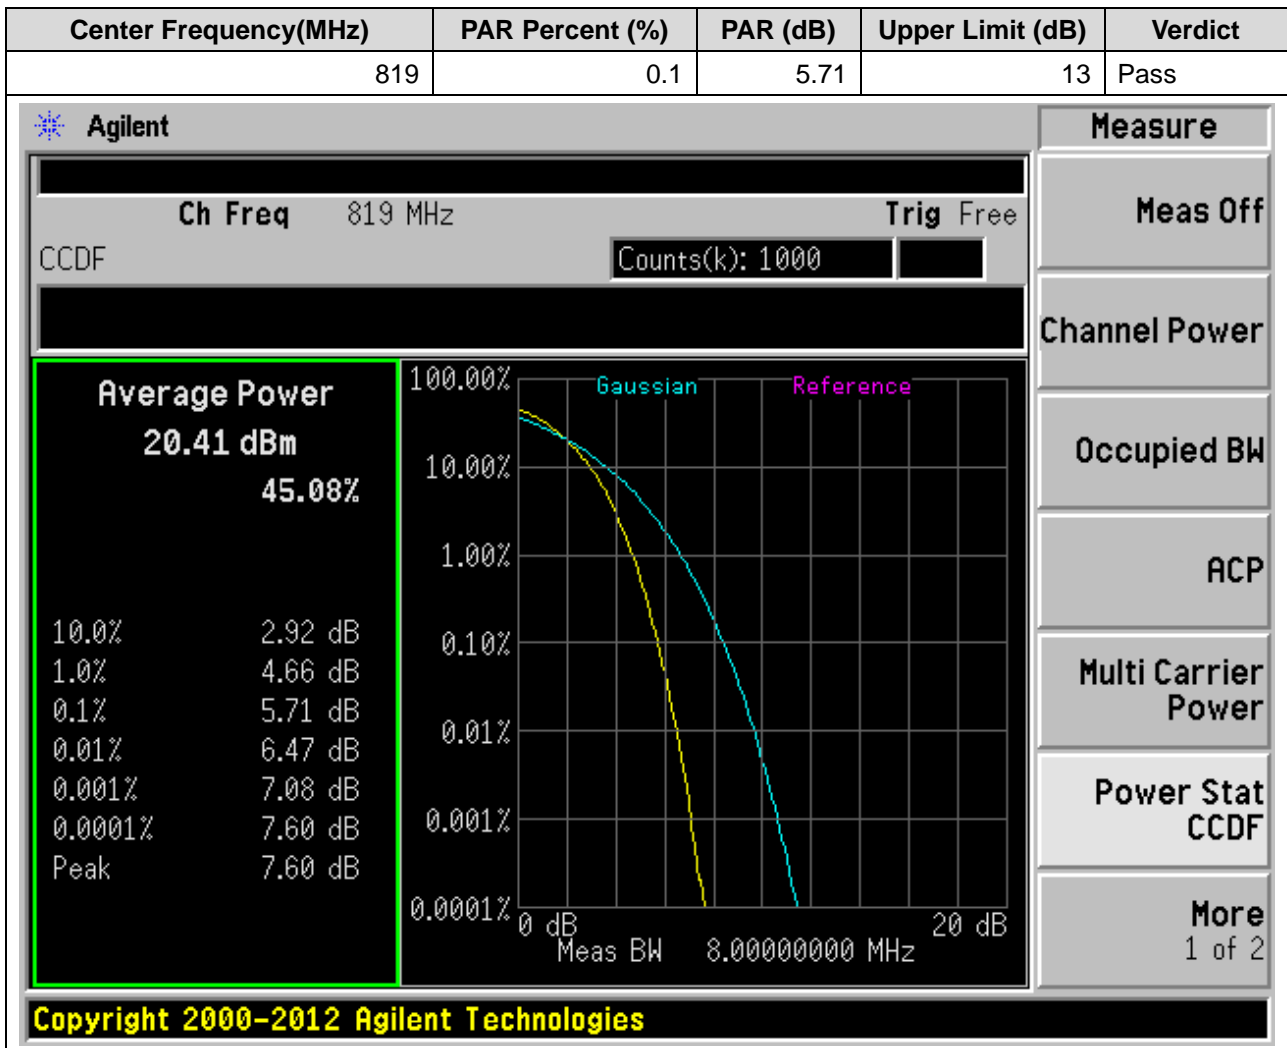 Center Frequency(MHz) PAR Percent (%) PAR (dB) Upper Limit (dB) Verdict
819 0.1 5.71 13 Pass
Agilent
Ch Freq 819 MHz Trig Free
CCDF Counts(k): 1000
Average Power
20.41 dBm
45.08%
10.0% 2.92 dB
1.0% 4.66 dB
0.1% 5.71 dB
0.01% 6.47 dB
0.001% 7.08 dB
0.0001% 7.60 dB
Peak 7.60 dB
Gaussian Reference
100.00%
10.00%
1.00%
0.10%
0.01%
0.001%
0.0001%
0 dB 20 dB
Meas BW 8.00000000 MHz
Measure
Meas Off
Channel Power
Occupied BW
ACP
Multi Carrier
Power
Power Stat
CCDF
More
1 of 2
Copyright 2000-2012 Agilent Technologies